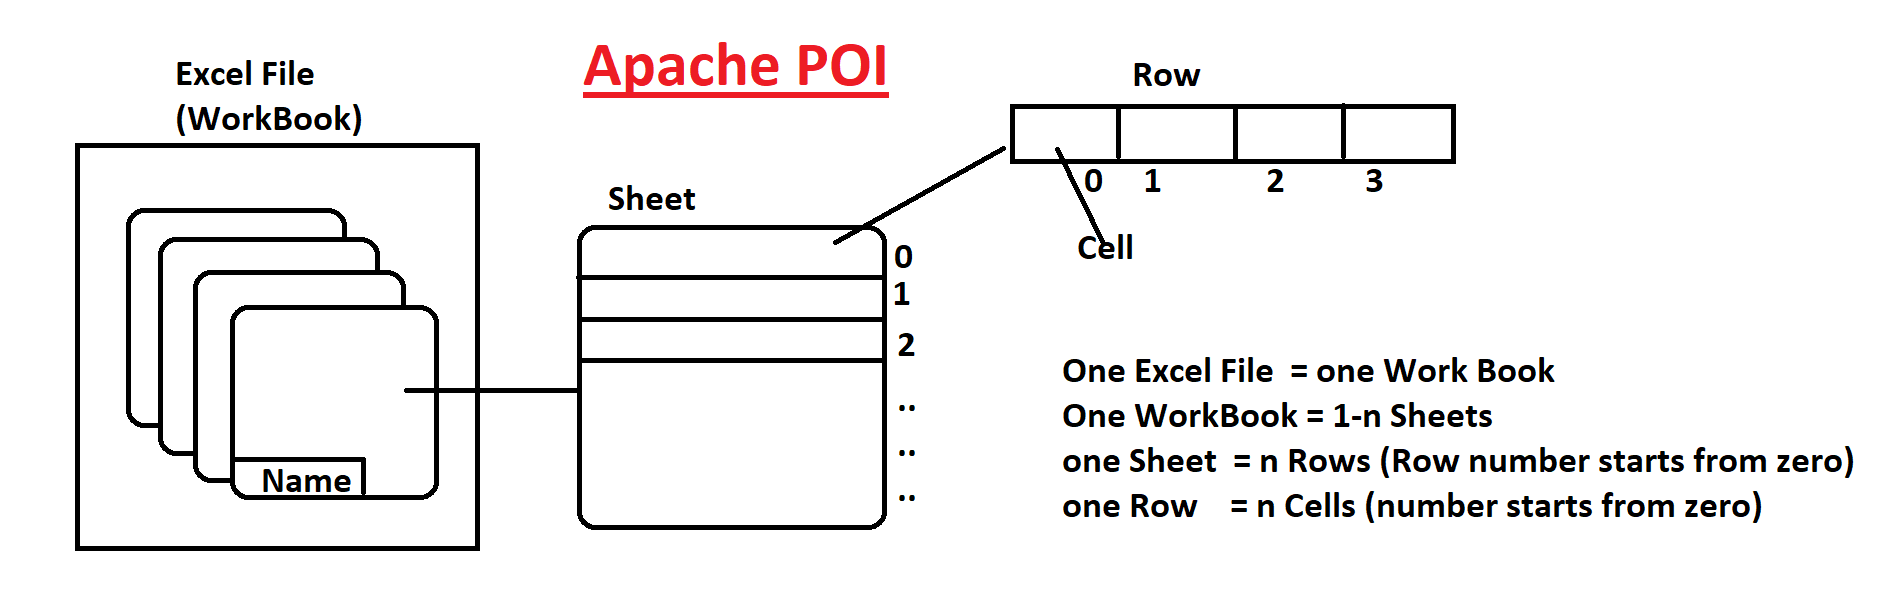 Apache POI
Excel File
(WorkBook)
Name
Sheet
0
1
2
..
..
..
Row
0 1 2 3
Cell
One Excel File = one Work Book
One WorkBook = 1-n Sheets
one Sheet = n Rows (Row number starts from zero)
one Row = n Cells (number starts from zero)